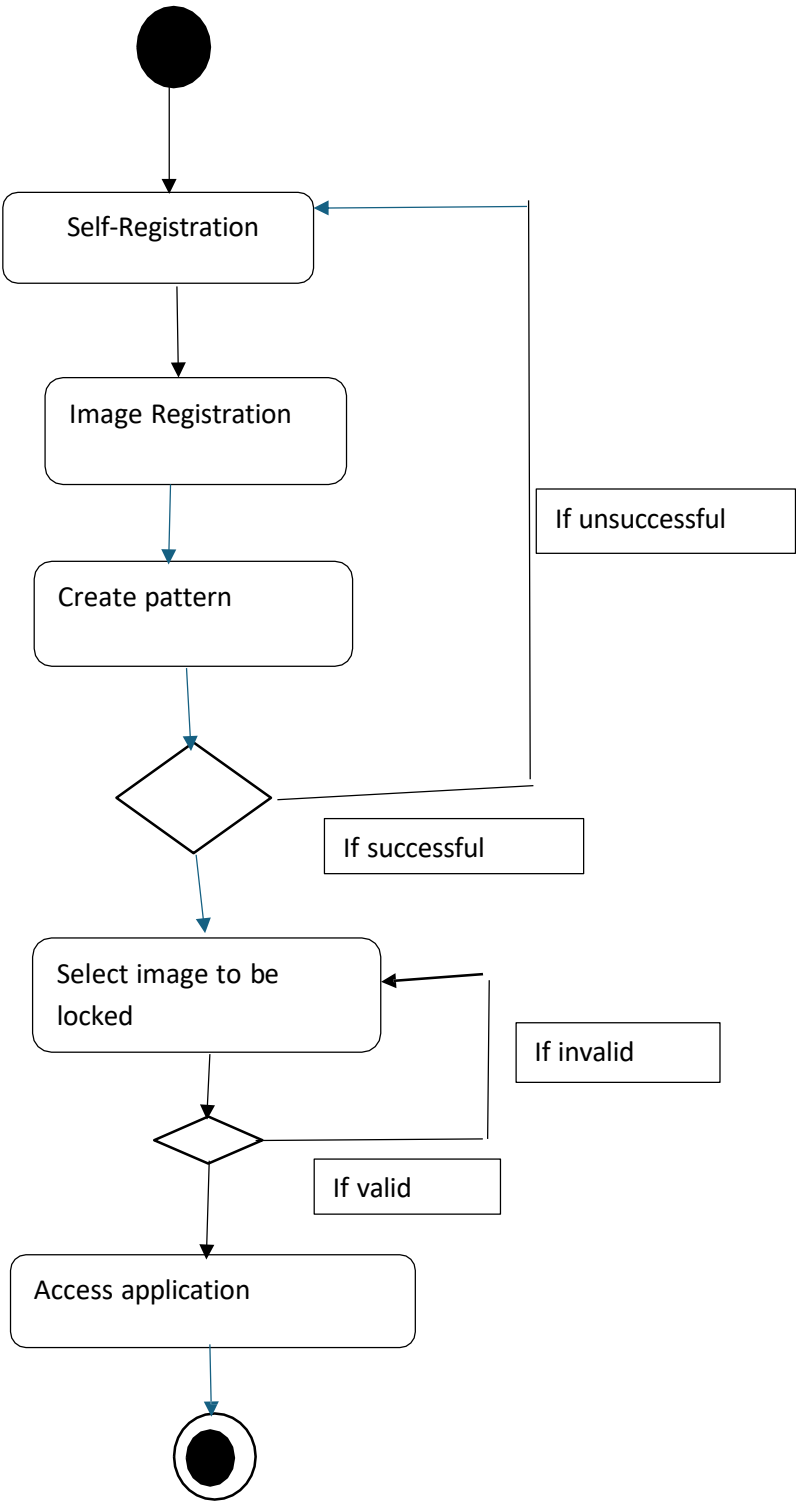 Self-Registration
Image Registration
If unsuccessful
Create pattern
If successful
Select image to be
locked
If invalid
If valid
Access application